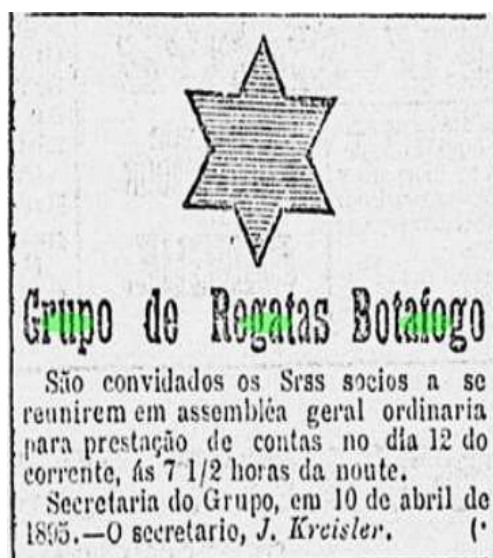 Grupo de Regatas Botafogo
São convidados os Srss socios a se
reunirem em assembléa geral ordinaria
para prestação de contas no dia 12 do
corrente, ás 7 1/2 horas da noute.
Secretaria do Grupo, em 10 de abril de
1895.—O secretario, J. Kreisler. (·